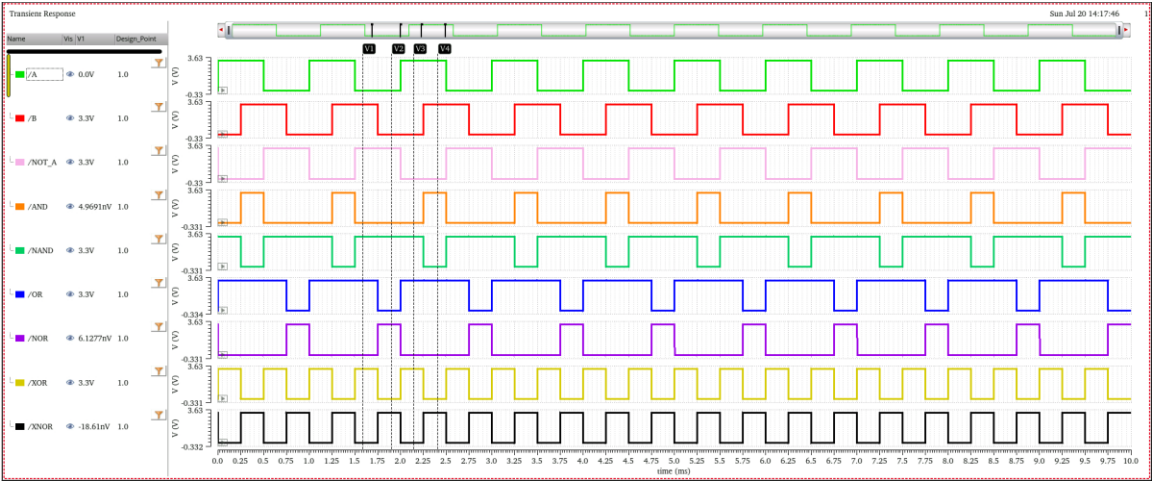 Transient Response
Sun Jul 20 14:17:46 1
Name Vis V1 Design_Point
V1 V2 V3 V4
/A 0.0V 1.0
V (V)
3.63
-0.33
/B 3.3V 1.0
V (V)
3.63
-0.33
/NOT_A 3.3V 1.0
V (V)
3.63
-0.33
/AND 4.9691nV 1.0
V (V)
3.63
-0.331
/NAND 3.3V 1.0
V (V)
3.63
-0.331
/OR 3.3V 1.0
V (V)
3.63
-0.334
/NOR 6.1277nV 1.0
V (V)
3.63
-0.331
/XOR 3.3V 1.0
V (V)
3.63
-0.331
/XNOR -18.61nV 1.0
V (V)
3.63
-0.332
0.0 0.25 0.5 0.75 1.0 1.25 1.5 1.75 2.0 2.25 2.5 2.75 3.0 3.25 3.5 3.75 4.0 4.25 4.5 4.75 5.0 5.25 5.5 5.75 6.0 6.25 6.5 6.75 7.0 7.25 7.5 7.75 8.0 8.25 8.5 8.75 9.0 9.25 9.5 9.75 10.0
time (ms)